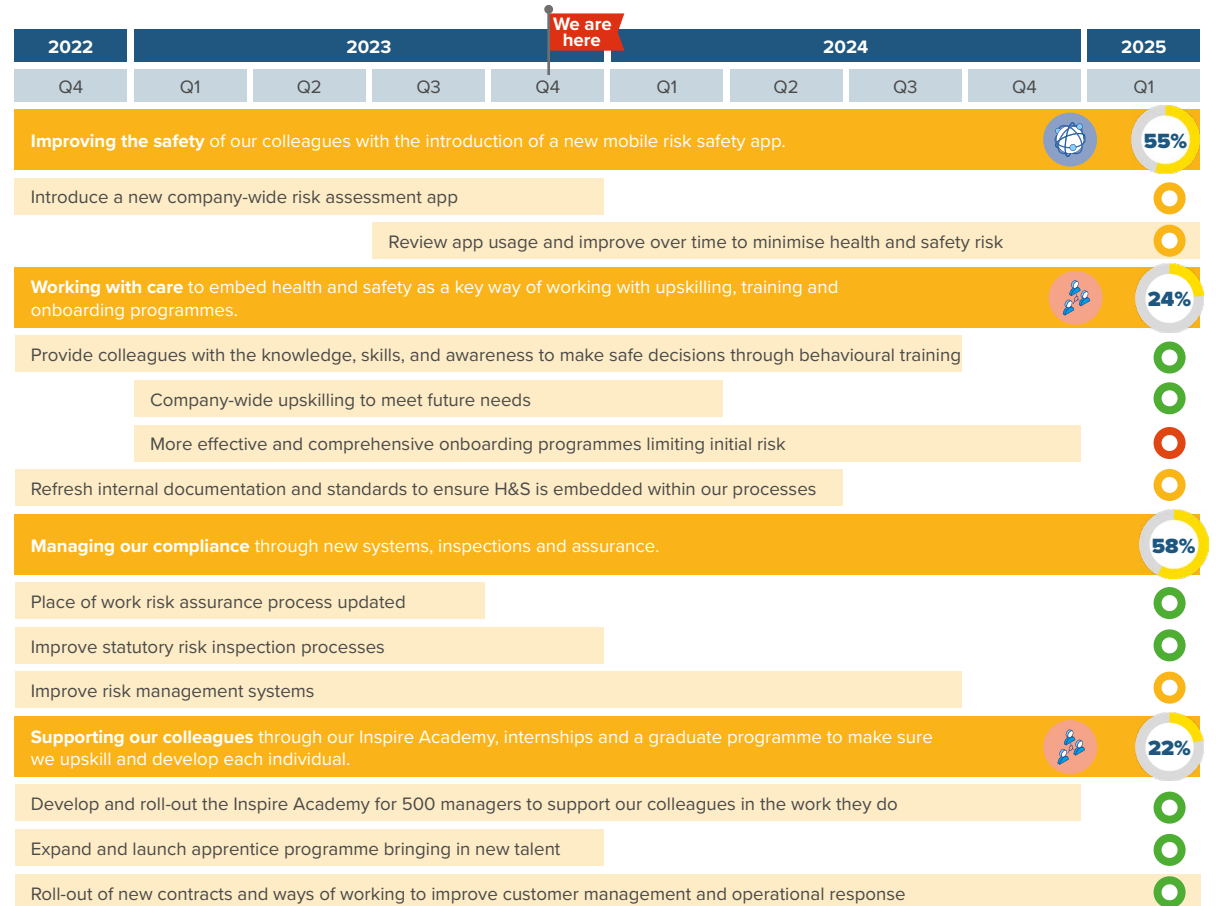 We are
here
2022 2023 2024 2025
Q4 Q1 Q2 Q3 Q4 Q1 Q2 Q3 Q4 Q1
Improving the safety of our colleagues with the introduction of a new mobile risk safety app.
55%
Introduce a new company-wide risk assessment app
Review app usage and improve over time to minimise health and safety risk
Working with care to embed health and safety as a key way of working with upskilling, training and
onboarding programmes.
24%
Provide colleagues with the knowledge, skills, and awareness to make safe decisions through behavioural training
Company-wide upskilling to meet future needs
More effective and comprehensive onboarding programmes limiting initial risk
Refresh internal documentation and standards to ensure H&S is embedded within our processes
Managing our compliance through new systems, inspections and assurance.
58%
Place of work risk assurance process updated
Improve statutory risk inspection processes
Improve risk management systems
Supporting our colleagues through our Inspire Academy, internships and a graduate programme to make sure
we upskill and develop each individual.
22%
Develop and roll-out the Inspire Academy for 500 managers to support our colleagues in the work they do
Expand and launch apprentice programme bringing in new talent
Roll-out of new contracts and ways of working to improve customer management and operational response